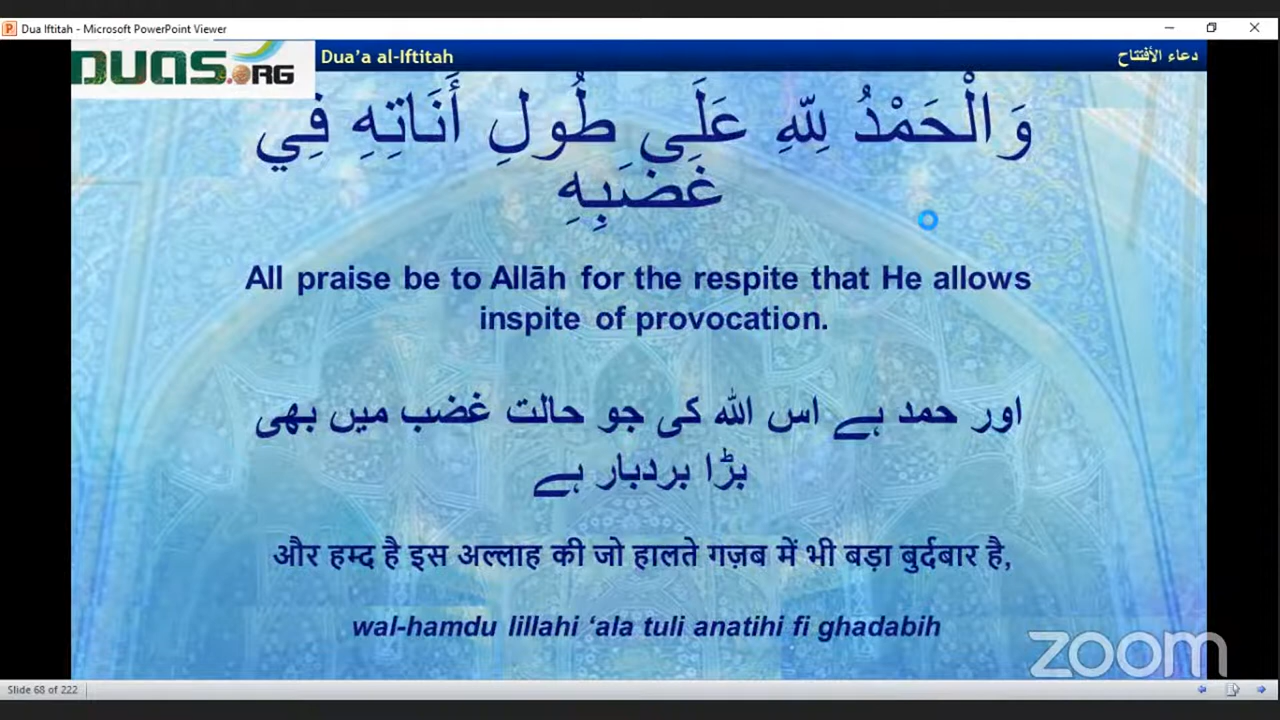 Dua Iftitah - Microsoft PowerPoint Viewer
DUAS.ORG
Dua’a al-Iftitah
دعاء الأفتتاح
وَالْحَمْدُ لِلّهِ عَلَى طُولِ أَنَاتِهِ فِي
غَضَبِهِ
All praise be to Allāh for the respite that He allows
inspite of provocation.
اور حمد ہے اس اللہ کی جو حالت غضب میں بھی
بڑا بردبار ہے
और हम्द है इस अल्लाह की जो हालते गज़ब में भी बड़ा बुर्दबार है,
wal-hamdu lillahi ‘ala tuli anatihi fi ghadabih
zoom
Slide 68 of 222